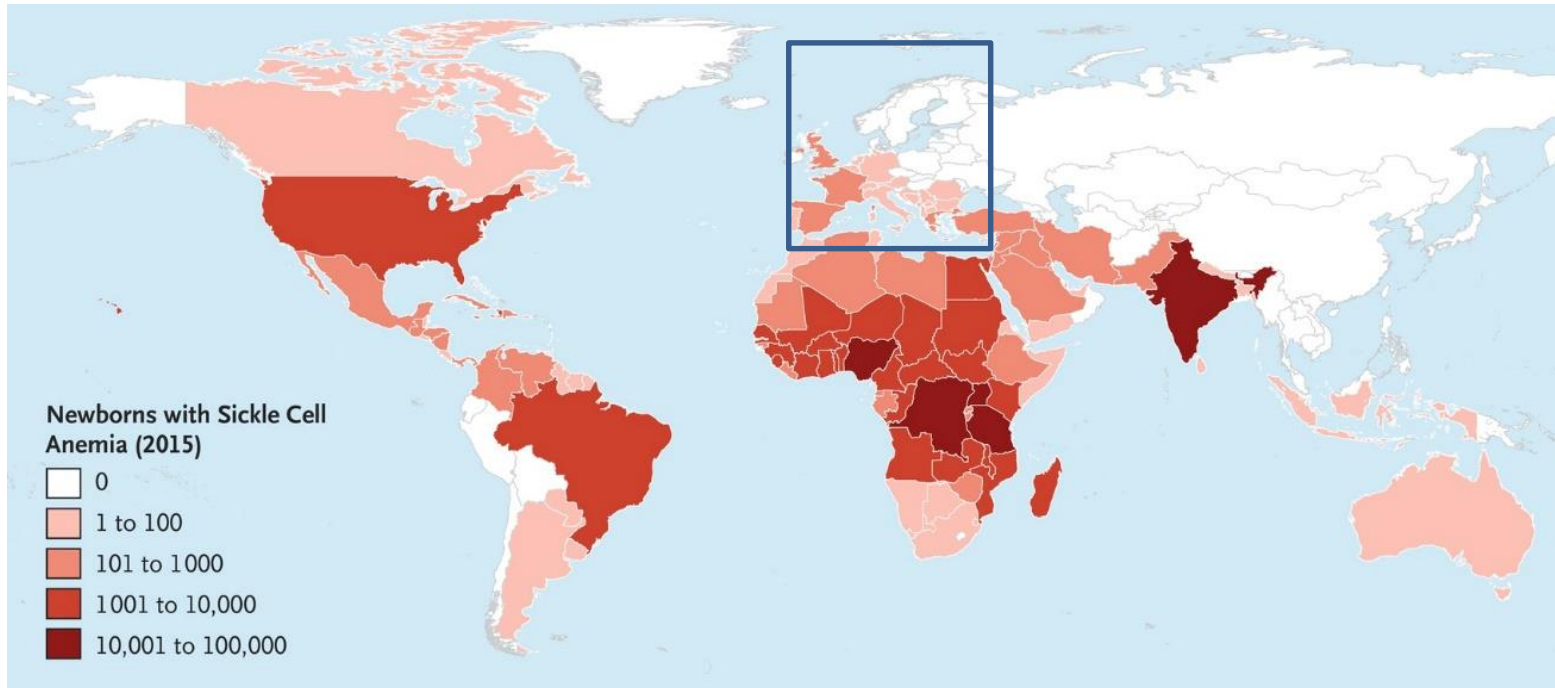 Newborns with Sickle Cell
Anemia (2015)
0
1 to 100
101 to 1000
1001 to 10,000
10,001 to 100,000